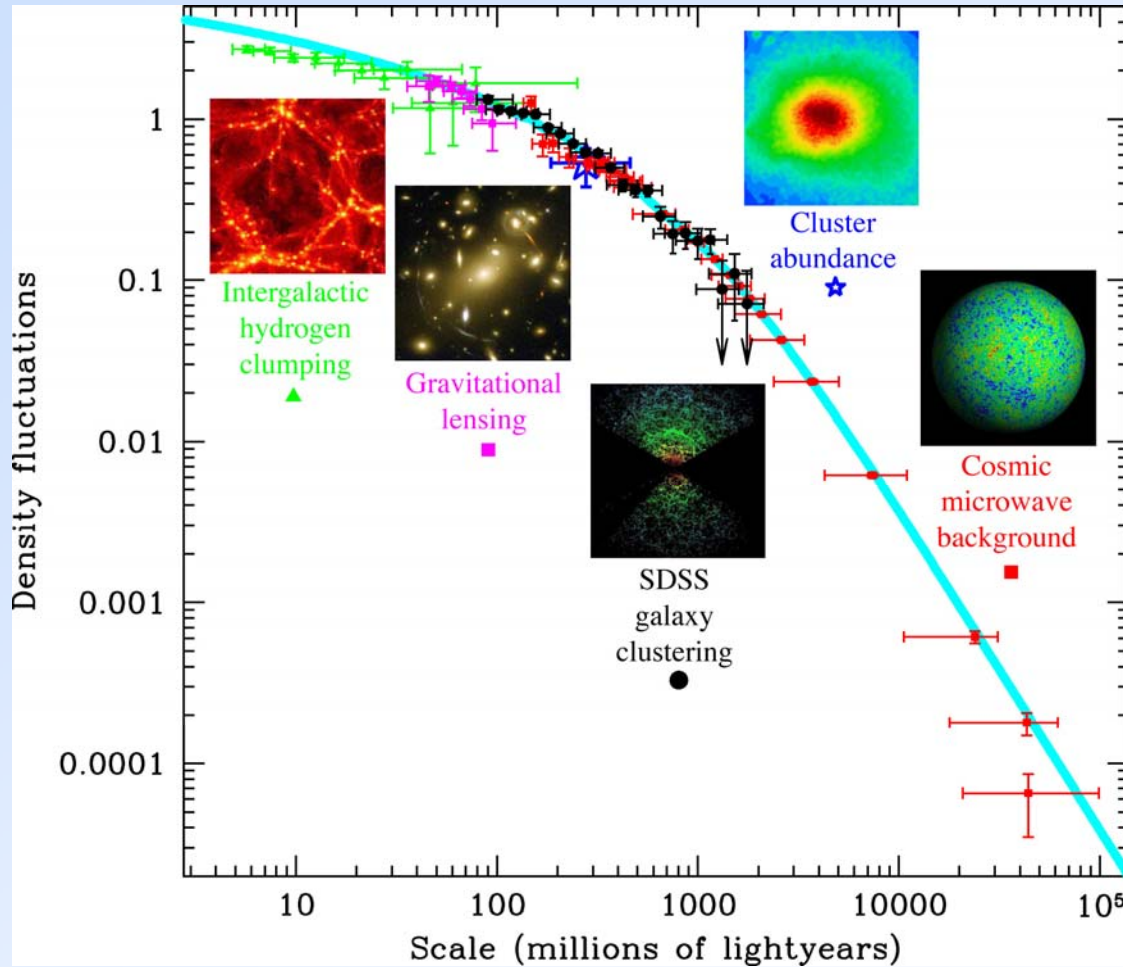 Density fluctuations
1
0.1
0.01
0.001
0.0001
Intergalactic
hydrogen
clumping
Gravitational
lensing
Cluster
abundance
SDSS
galaxy
clustering
Cosmic
microwave
background
10
100
1000
10000
10⁵
Scale (millions of lightyears)